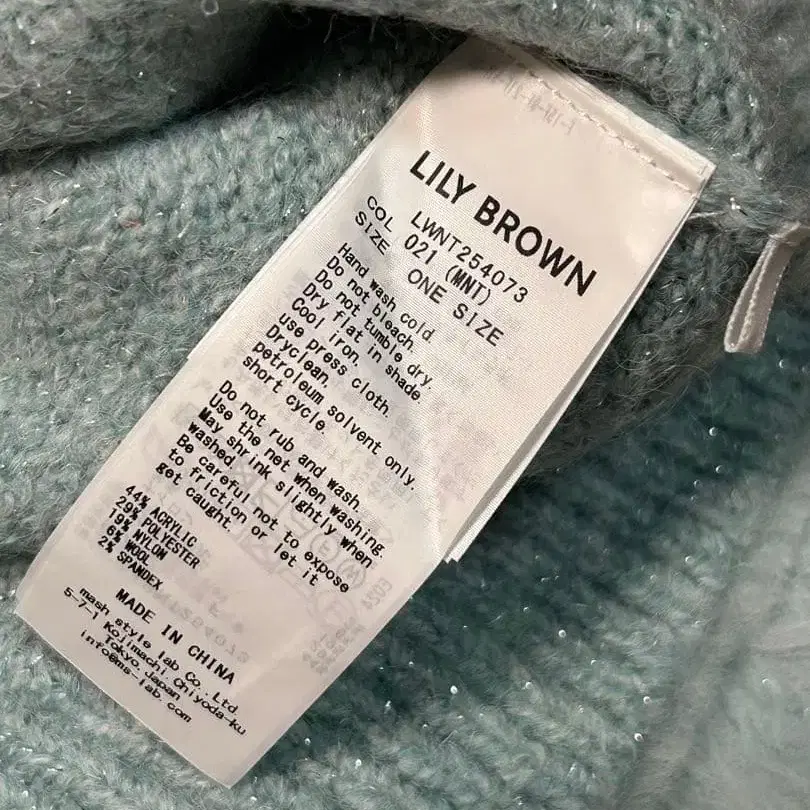 LILY BROWN
LWNT254073
COL 021 (MNT)
SIZE ONE SIZE
Hand wash cold.
Do not bleach.
Do not tumble dry.
Dry flat in shade.
Cool iron.
use press cloth.
Dryclean.
petroleum solvent only.
short cycle.
Do not rub and wash.
Use the net when washing.
May shrink slightly when
washed.
Be careful not to expose
to friction or let it
get caught.
44% ACRYLIC
29% POLYESTER
19% NYLON
6% WOOL
2% SPANDEX
MADE IN CHINA
mash style lab Co., Ltd.
5-7-1 Kojimachi Chiyoda-ku
Tokyo, Japan
info@ms-lab.com